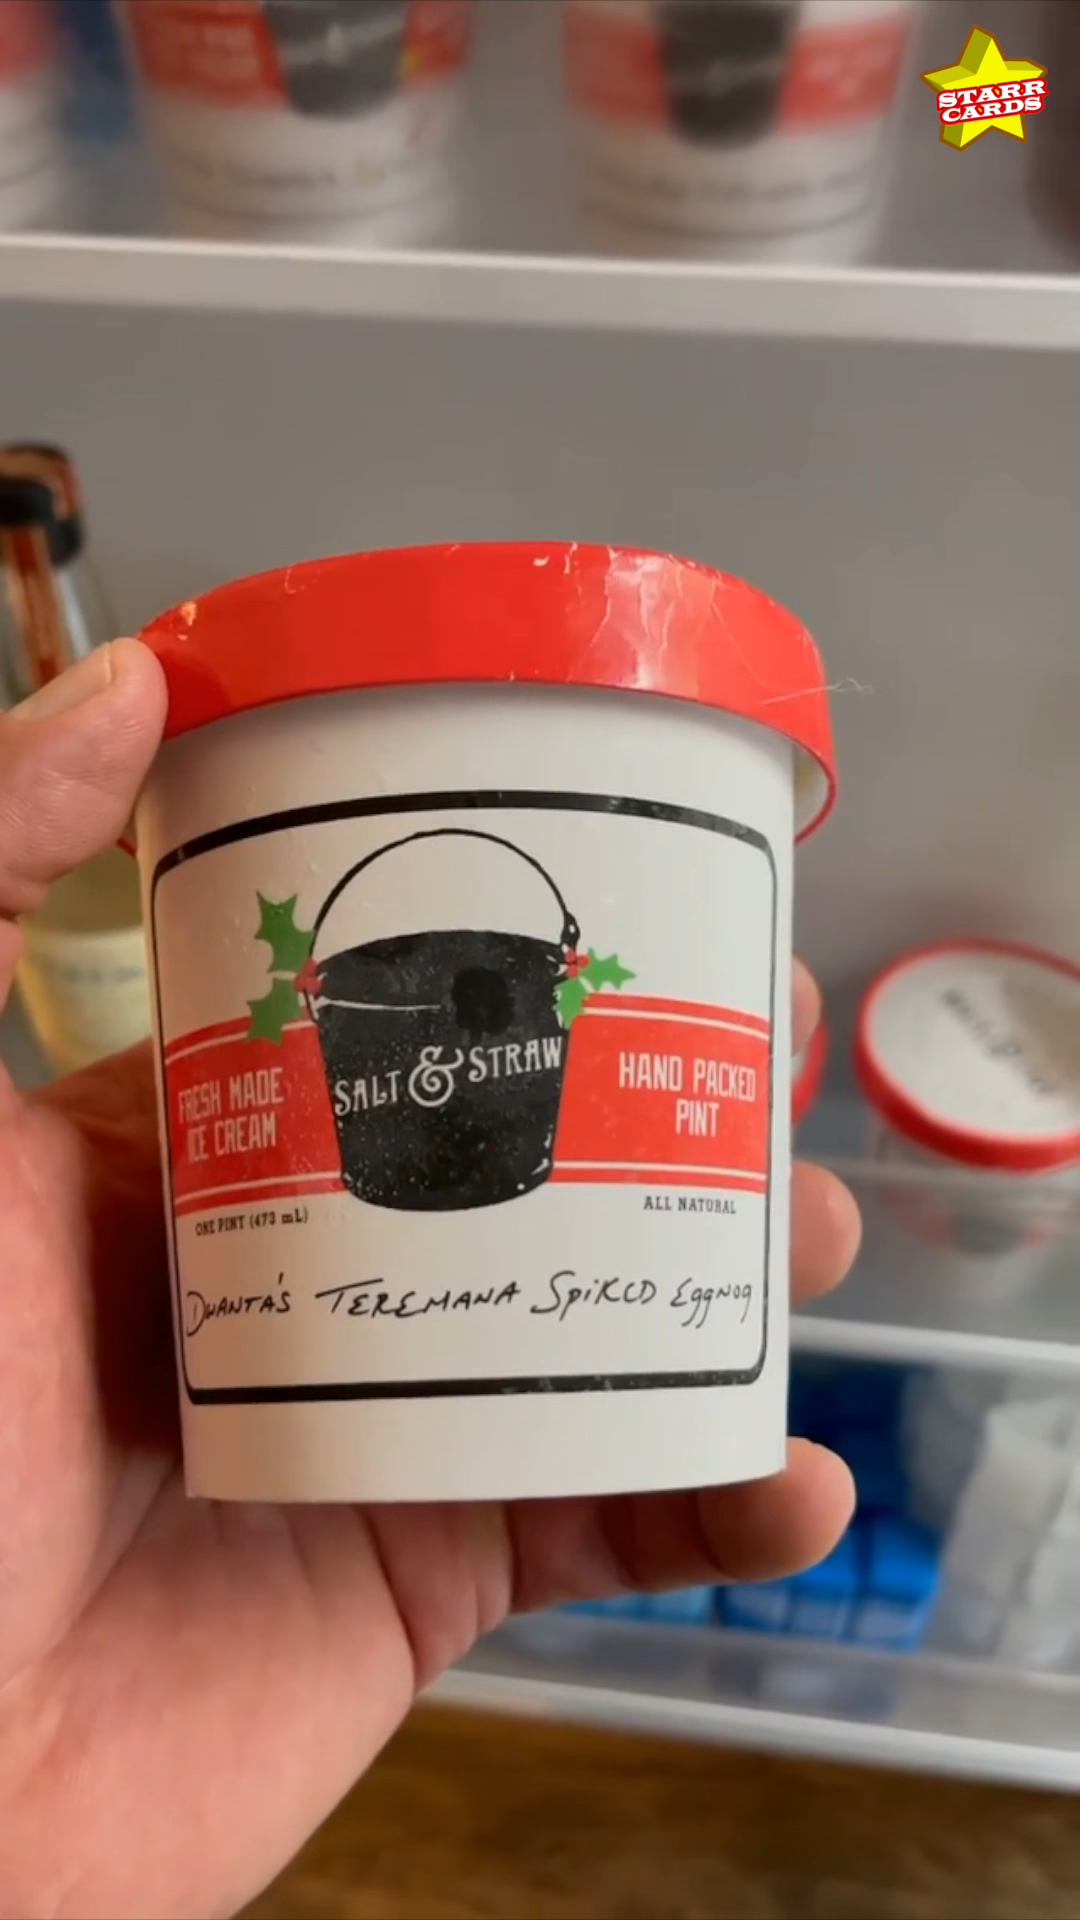 STARR
CARDS
SALT & STRAW
FRESH MADE
ICE CREAM
HAND PACKED
PINT
ONE PINT (473 mL)
ALL NATURAL
DWANTA'S TEREMANA SPiKED EggNog